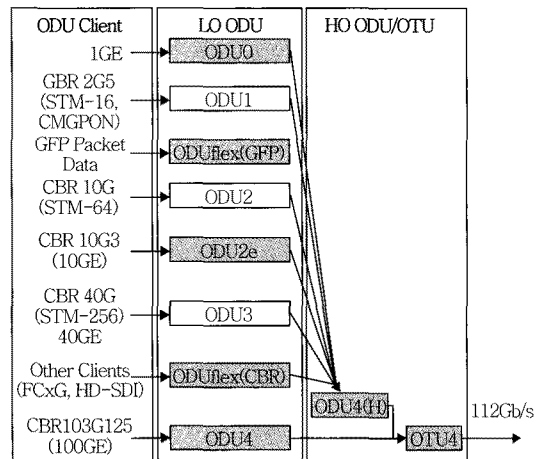 ODU Client
LO ODU
HO ODU/OTU
1GE
ODU0
GBR 2G5
(STM-16,
CMGPON)
ODU1
GFP Packet
Data
ODUflex(GFP)
CBR 10G
(STM-64)
ODU2
CBR 10G3
(10GE)
ODU2e
CBR 40G
(STM-256)
40GE
ODU3
Other Clients
(FCxG, HD-SDI)
ODUflex(CBR)
ODU4(H)
CBR103G125
(100GE)
ODU4
OTU4
112Gb/s